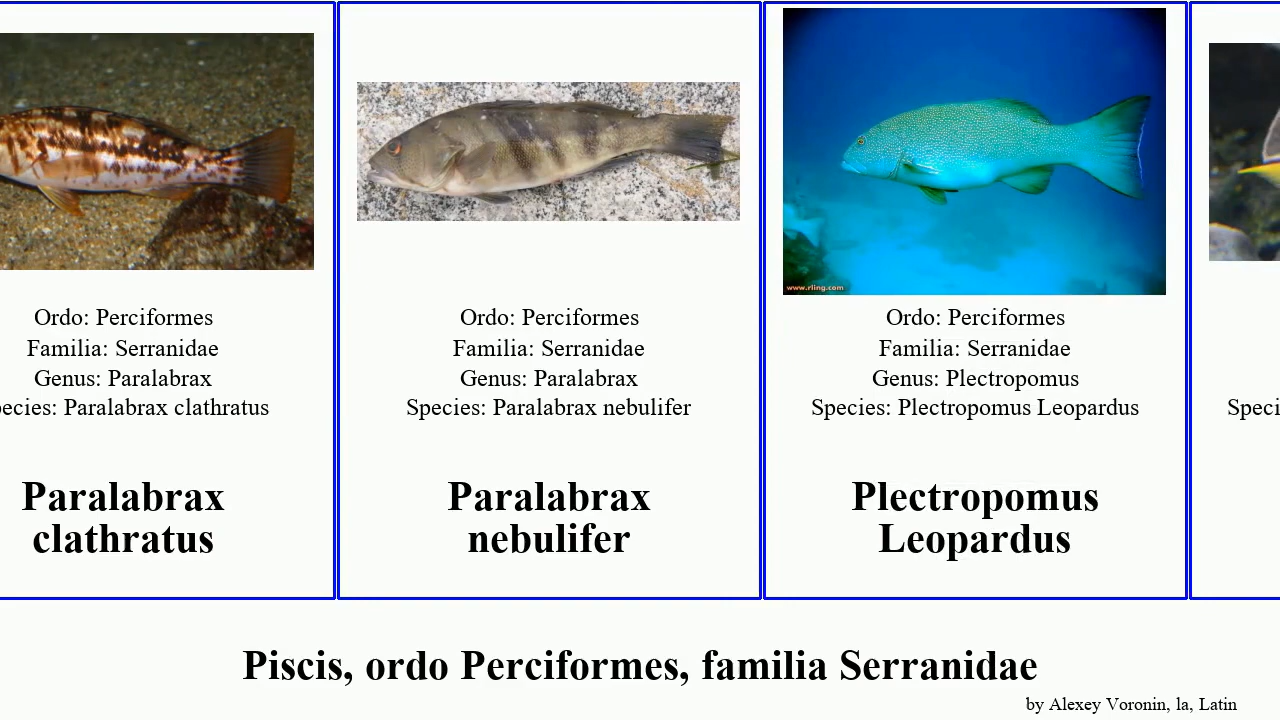 www.rling.com
Ordo: Perciformes
Familia: Serranidae
Genus: Paralabrax
pecies: Paralabrax clathratus
Paralabrax
clathratus
Ordo: Perciformes
Familia: Serranidae
Genus: Paralabrax
Species: Paralabrax nebulifer
Paralabrax
nebulifer
Ordo: Perciformes
Familia: Serranidae
Genus: Plectropomus
Species: Plectropomus Leopardus
Plectropomus
Leopardus
Speci
Piscis, ordo Perciformes, familia Serranidae
by Alexey Voronin, la, Latin